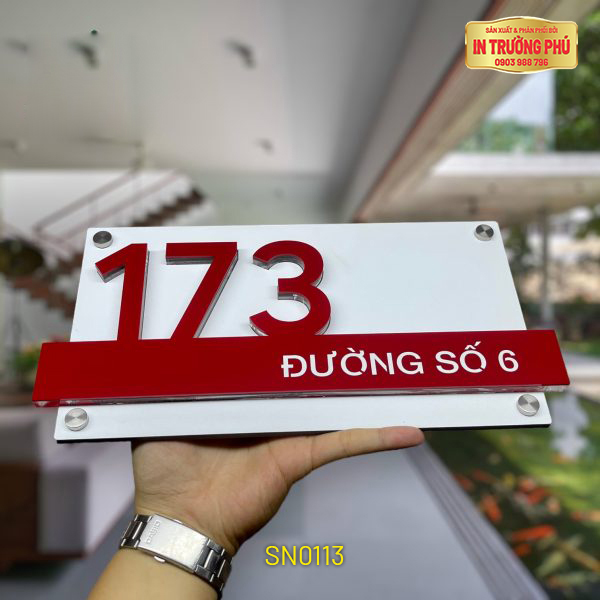 SẢN XUẤT & PHÂN PHỐI BỞI
IN TRƯỜNG PHÚ
0903 988 796
173
ĐƯỜNG SỐ 6
SN0113